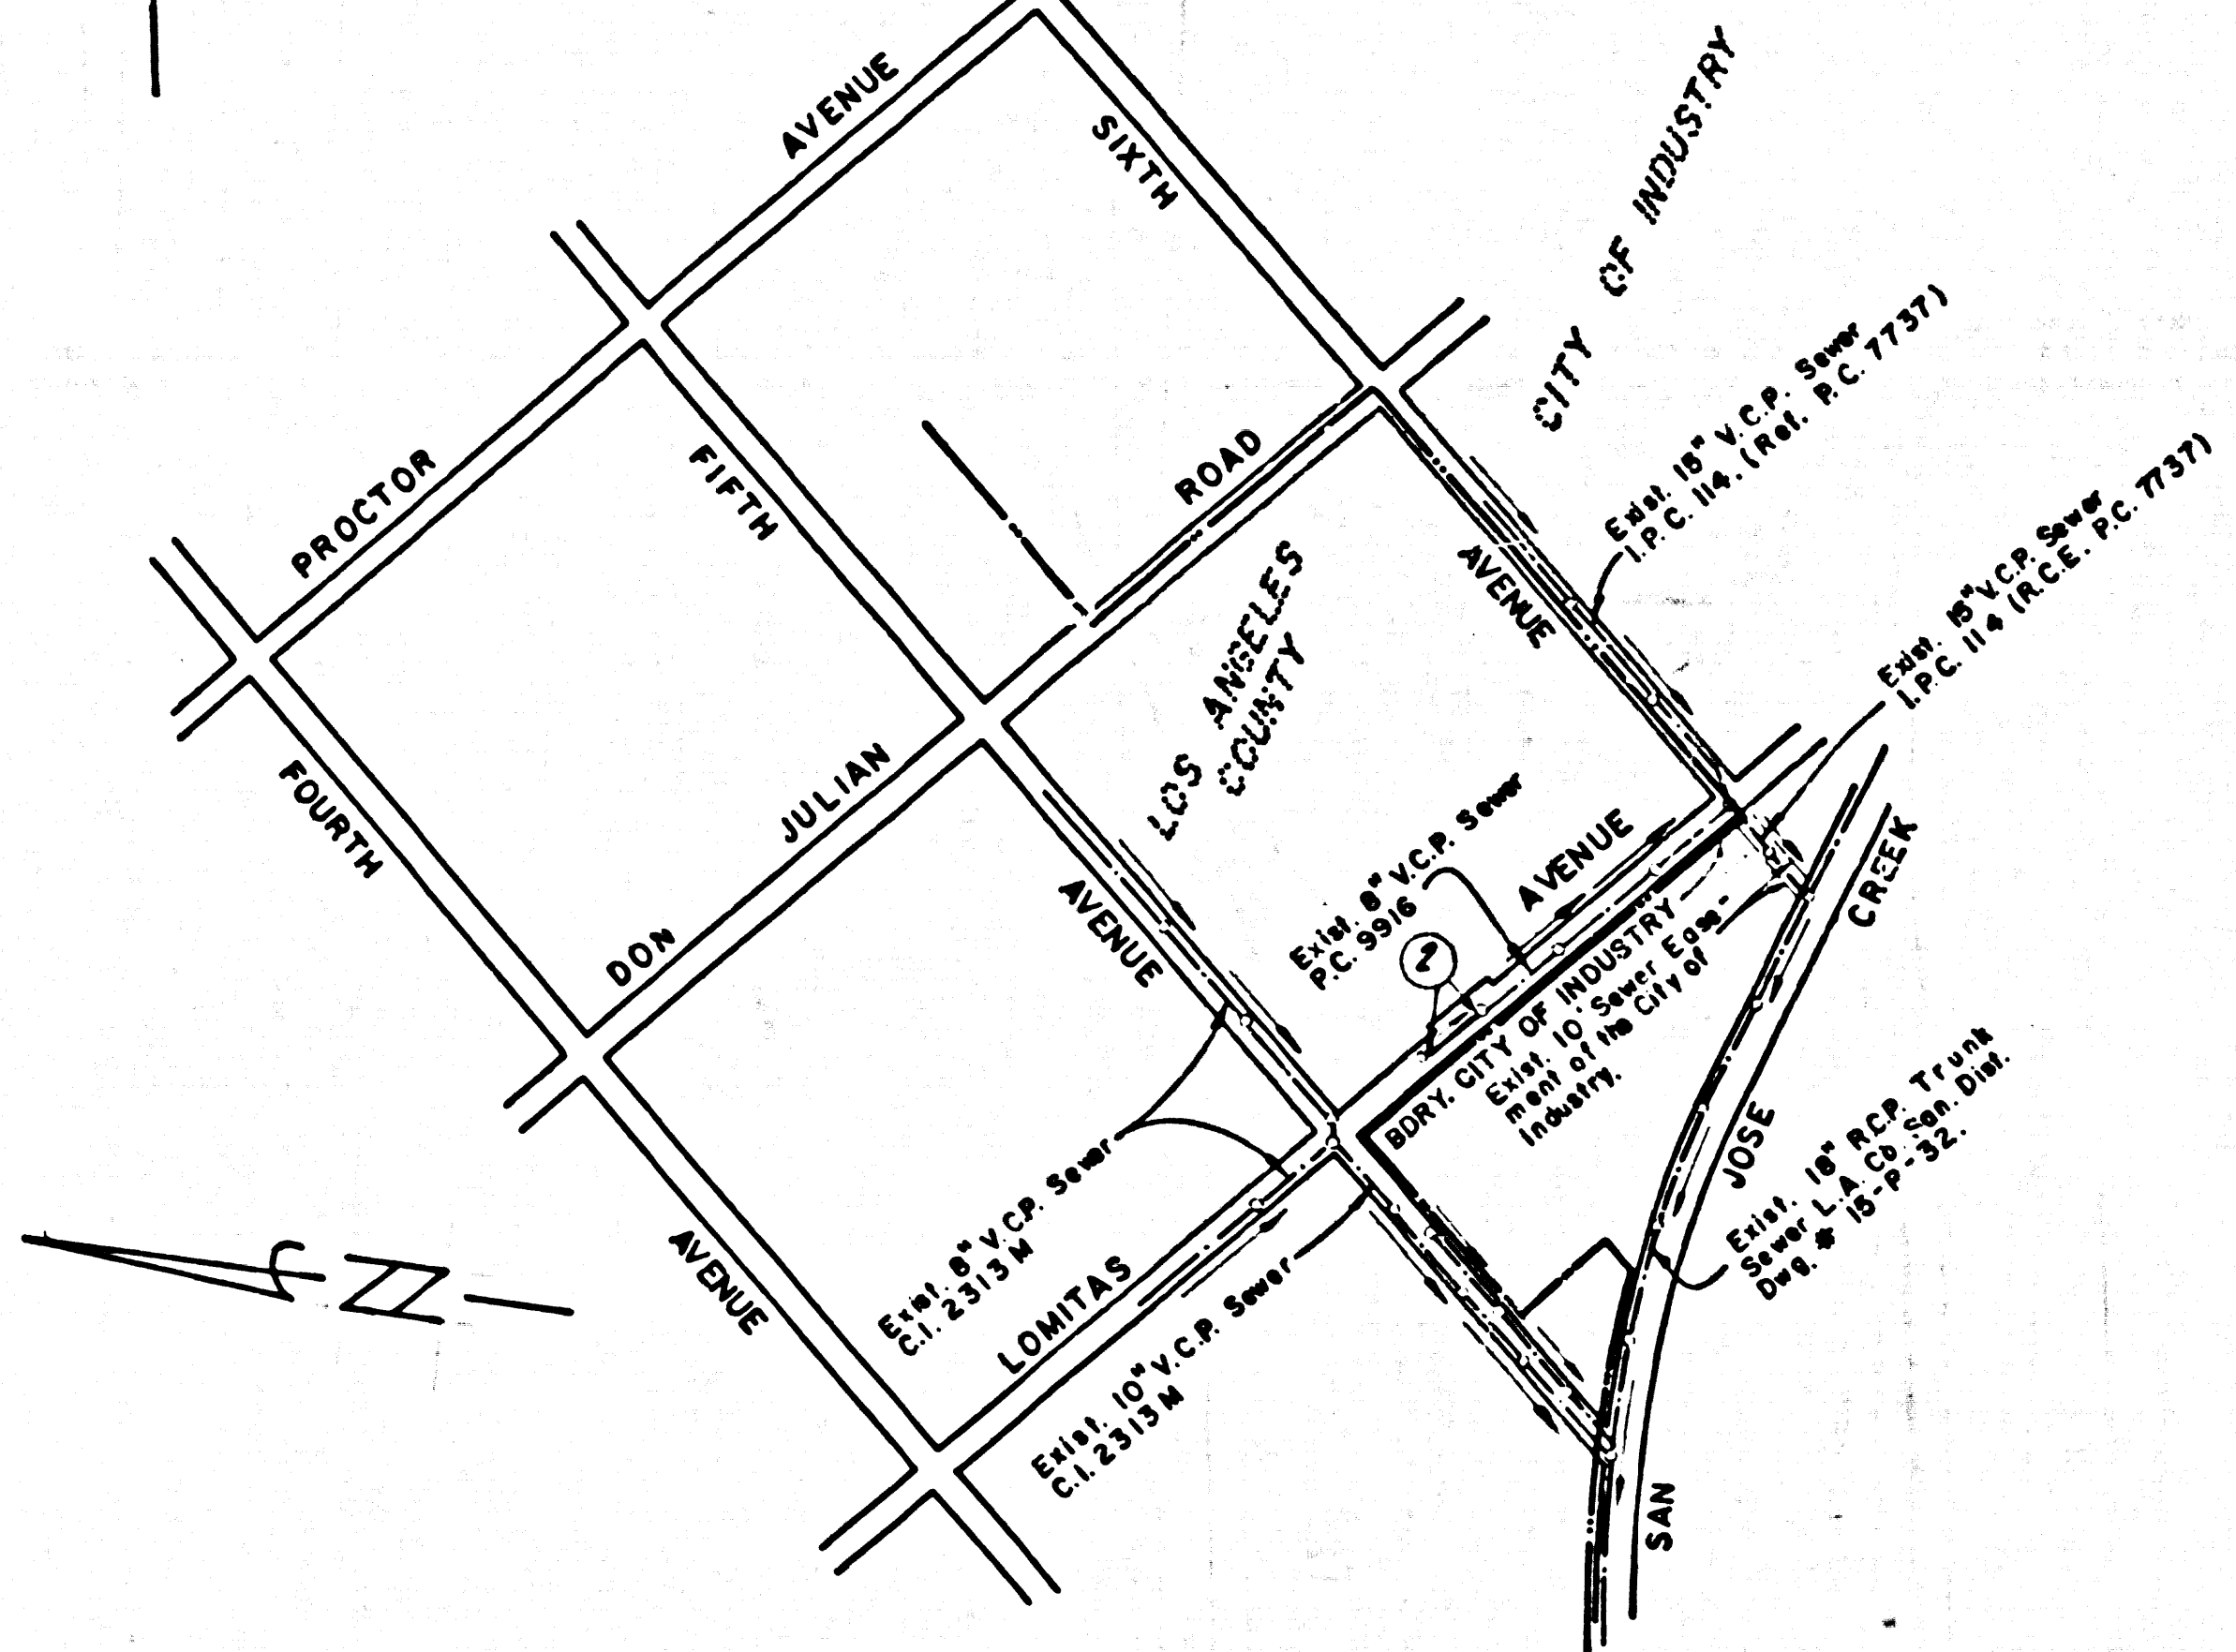 PROCTOR AVENUE
SIXTH AVENUE
FIFTH AVENUE
FOURTH AVENUE
DON JULIAN ROAD
LOMITAS AVENUE
CITY OF INDUSTRY
LOS ANGELES
COUNTY
Exist. 15" V.C.P. Sewer
I.P.C. 114. (Ref. P.C. 7737)
Exist. 15" V.C.P. Sewer
I.P.C. 114 (R.C.E. P.C. 7737)
Exist. 8" V.C.P. Sewer
P.C. 9916
2
BDRY. CITY OF INDUSTRY
Exist. 10' Sewer Ease-
ment of the City of
Industry.
SAN JOSE CREEK
Exist. 18" R.C.P. Trunk
Sewer L.A. Co. San. Dist.
Dwg. # 15-P-32.
Exist. 8" V.C.P. Sewer
C.I. 2313 M
Exist. 10" V.C.P. Sewer
C.I. 2313 M
N